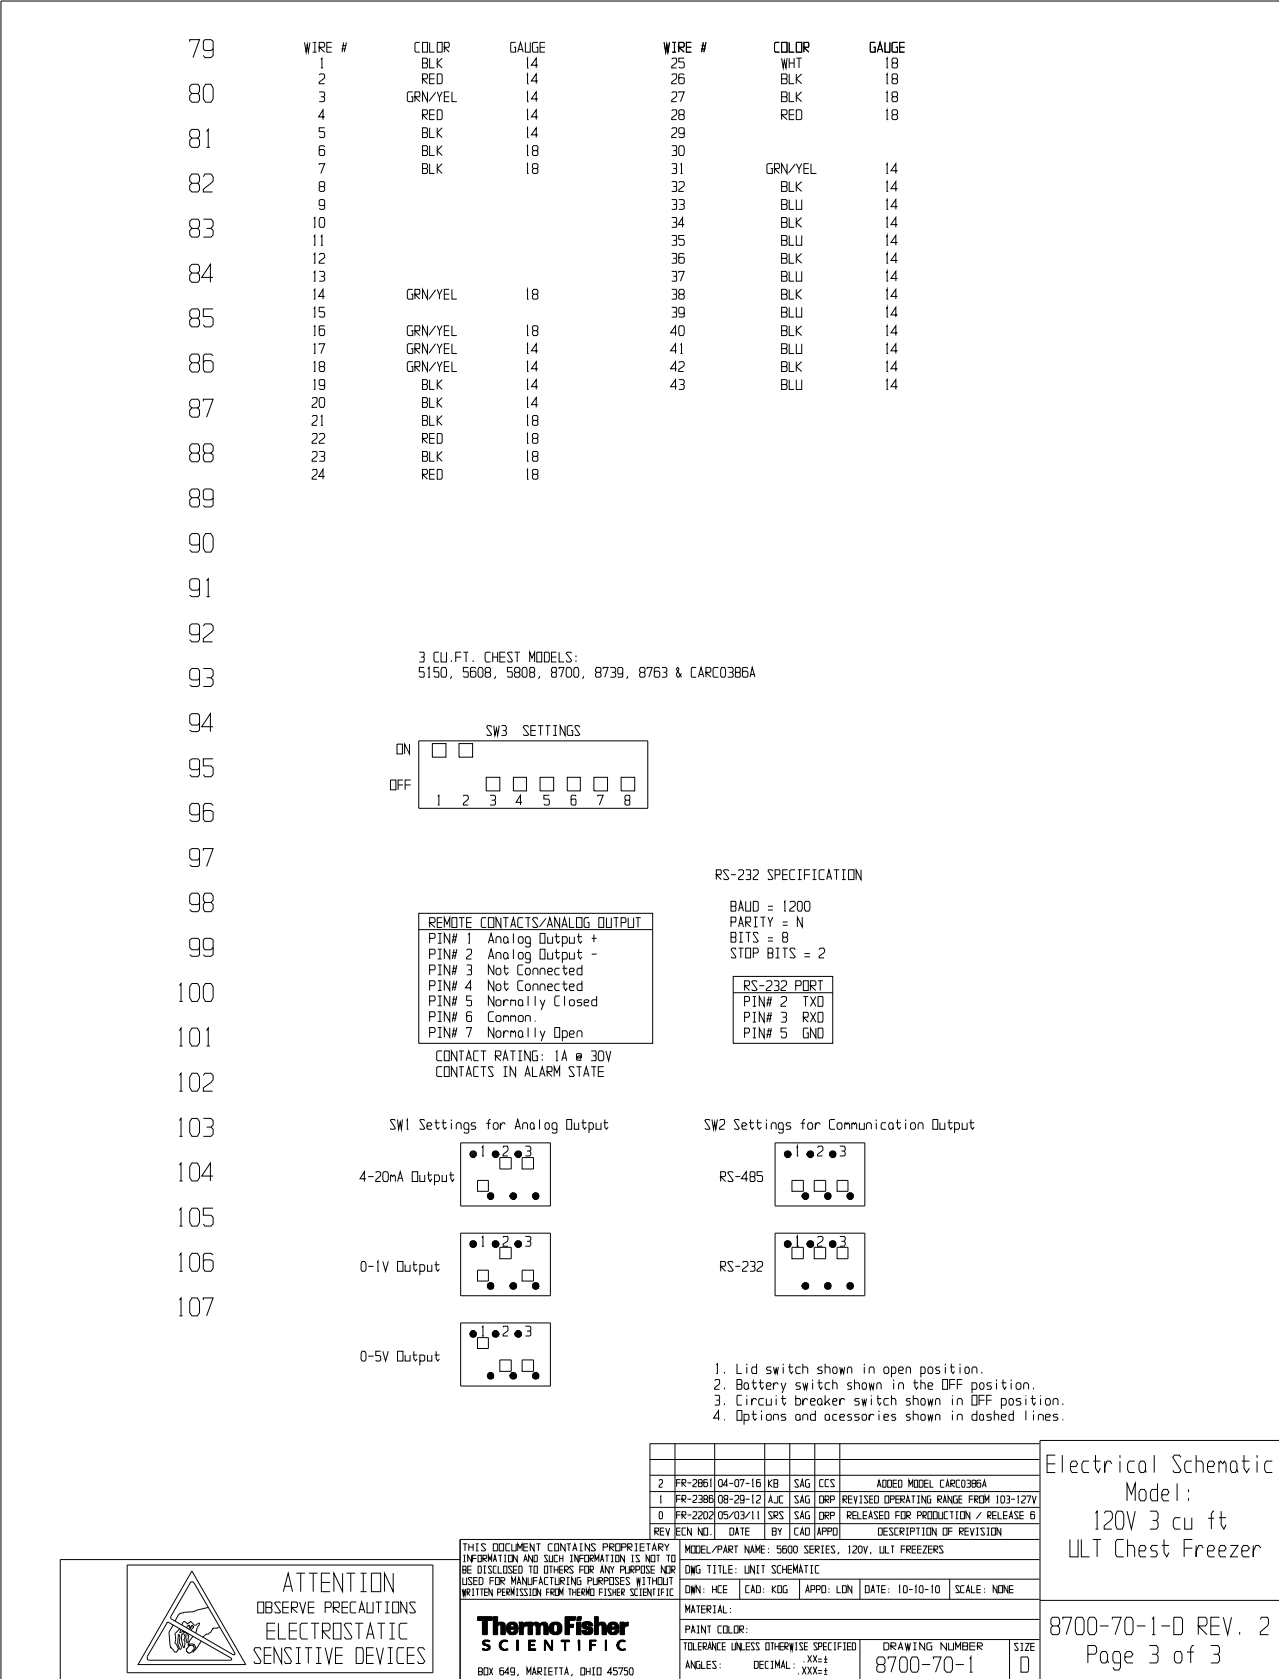 79
80
81
82
83
84
85
86
87
88
89
90
91
92
93
94
95
96
97
98
99
100
101
102
103
104
105
106
107
WIRE # COLOR GAUGE
1 BLK 14
2 RED 14
3 GRN/YEL 14
4 RED 14
5 BLK 14
6 BLK 18
7 BLK 18
8
9
10
11
12
13
14 GRN/YEL 18
15
16 GRN/YEL 18
17 GRN/YEL 14
18 GRN/YEL 14
19 BLK 14
20 BLK 14
21 BLK 18
22 RED 18
23 BLK 18
24 RED 18
WIRE # COLOR GAUGE
25 WHT 18
26 BLK 18
27 BLK 18
28 RED 18
29
30
31 GRN/YEL 14
32 BLK 14
33 BLU 14
34 BLK 14
35 BLU 14
36 BLK 14
37 BLU 14
38 BLK 14
39 BLU 14
40 BLK 14
41 BLU 14
42 BLK 14
43 BLU 14
3 CU.FT. CHEST MODELS:
5150, 5608, 5808, 8700, 8739, 8763 & CARC03B6A
SW3 SETTINGS
ON
OFF
1 2 3 4 5 6 7 8
REMOTE CONTACTS/ANALOG OUTPUT
PIN# 1 Analog Output +
PIN# 2 Analog Output -
PIN# 3 Not Connected
PIN# 4 Not Connected
PIN# 5 Normally Closed
PIN# 6 Common.
PIN# 7 Normally Open
CONTACT RATING: 1A @ 30V
CONTACTS IN ALARM STATE
RS-232 SPECIFICATION
BAUD = 1200
PARITY = N
BITS = 8
STOP BITS = 2
RS-232 PORT
PIN# 2 TXD
PIN# 3 RXD
PIN# 5 GND
SW1 Settings for Analog Output
4-20mA Output
1 2 3
0-1V Output
1 2 3
0-5V Output
1 2 3
SW2 Settings for Communication Output
RS-485
1 2 3
RS-232
1 2 3
1. Lid switch shown in open position.
2. Battery switch shown in the OFF position.
3. Circuit breaker switch shown in OFF position.
4. Options and acessories shown in dashed lines.
2 FR-2861 04-07-16 KB SAG CCS ADDED MODEL CARC03B6A
1 FR-2386 08-29-12 AJC SAG DRP REVISED OPERATING RANGE FROM 103-127V
0 FR-2202 05/03/11 SRS SAG DRP RELEASED FOR PRODUCTION / RELEASE 6
REV ECN NO. DATE BY CAD APPD DESCRIPTION OF REVISION
THIS DOCUMENT CONTAINS PROPRIETARY
INFORMATION AND SUCH INFORMATION IS NOT TO
BE DISCLOSED TO OTHERS FOR ANY PURPOSE NOR
USED FOR MANUFACTURING PURPOSES WITHOUT
WRITTEN PERMISSION FROM THERMO FISHER SCIENTIFIC
MODEL/PART NAME: 5600 SERIES, 120V, ULT FREEZERS
DWG TITLE: UNIT SCHEMATIC
DWN: HCE CAD: KDG APPD: LDN DATE: 10-10-10 SCALE: NONE
MATERIAL:
PAINT COLOR:
TOLERANCE UNLESS OTHERWISE SPECIFIED
ANGLES: DECIMAL: .XX=±
.XXX=±
DRAWING NUMBER
8700-70-1
SIZE
D
ThermoFisher
SCIENTIFIC
BOX 649, MARIETTA, OHIO 45750
Electrical Schematic
Model:
120V 3 cu ft
ULT Chest Freezer
8700-70-1-D REV. 2
Page 3 of 3
ATTENTION
OBSERVE PRECAUTIONS
ELECTROSTATIC
SENSITIVE DEVICES